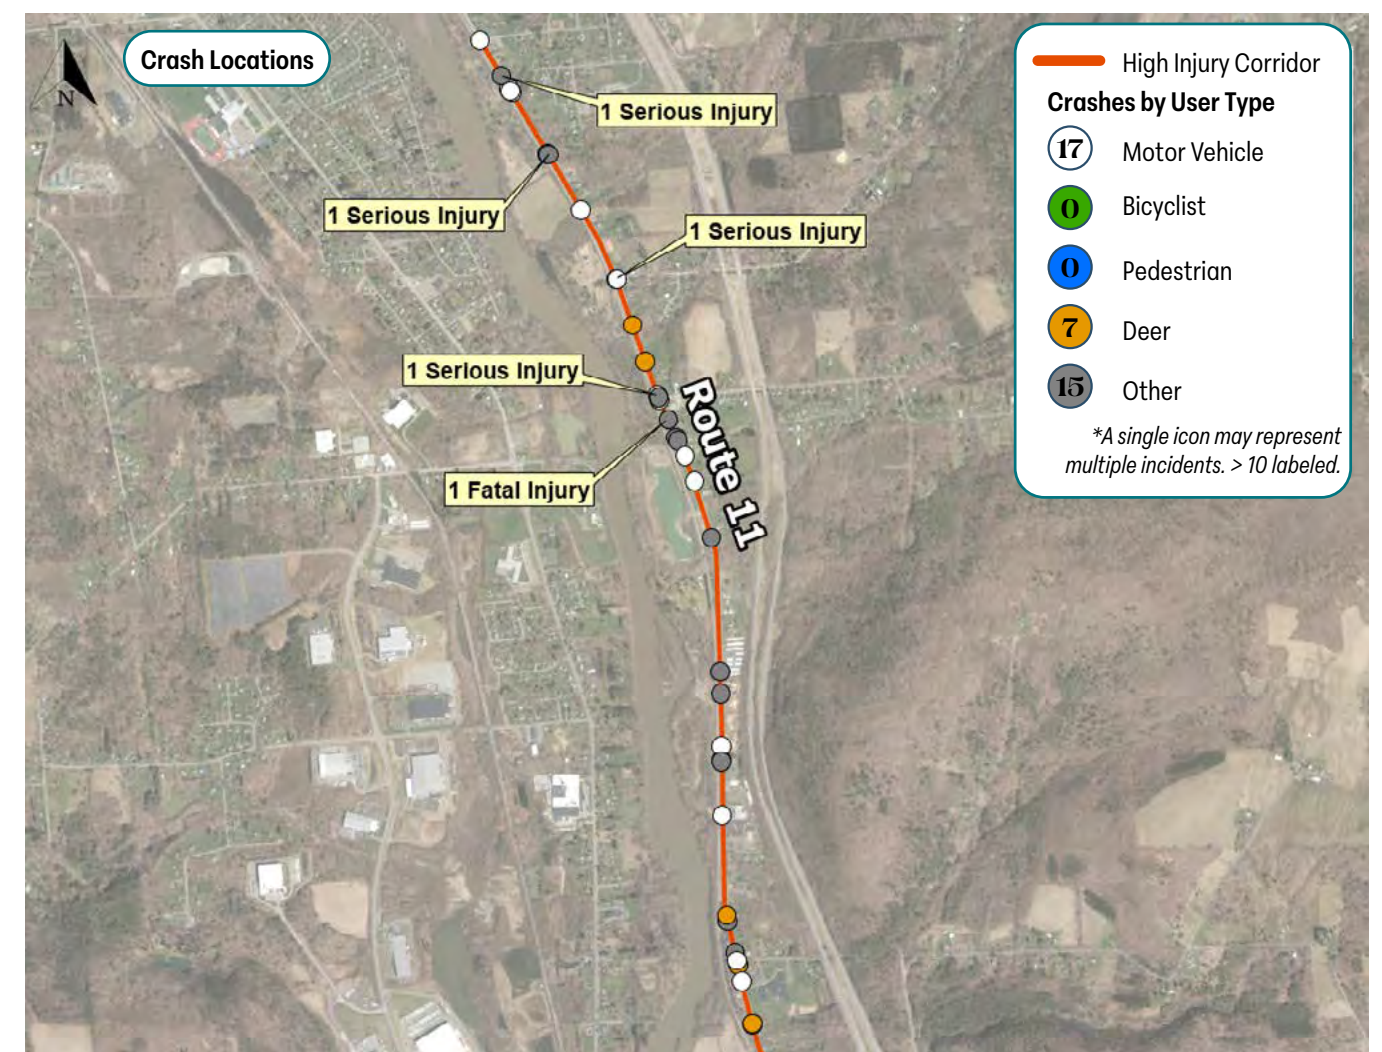 Crash Locations
N
High Injury Corridor
Crashes by User Type
17 Motor Vehicle
0 Bicyclist
0 Pedestrian
7 Deer
15 Other
*A single icon may represent
multiple incidents. > 10 labeled.
1 Serious Injury
1 Serious Injury
1 Serious Injury
1 Serious Injury
Route 11
1 Fatal Injury